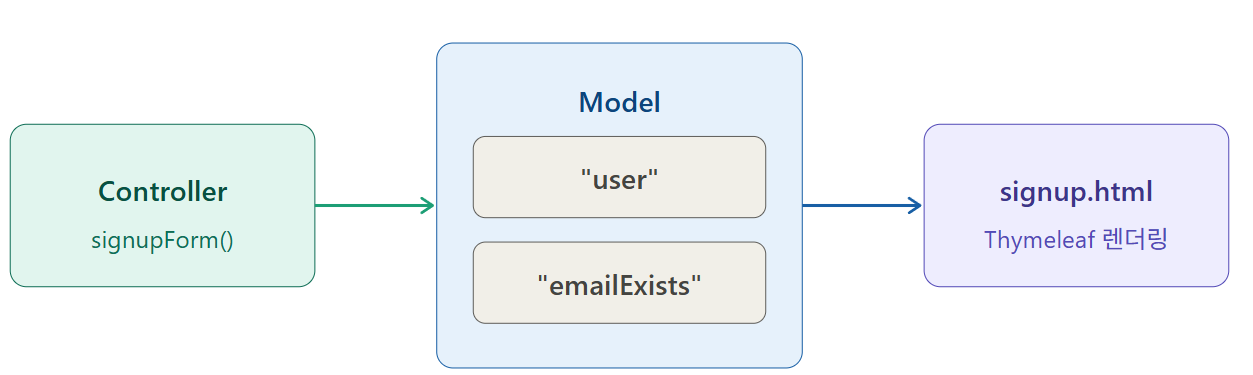 Controller
signupForm()
Model
"user"
"emailExists"
signup.html
Thymeleaf 렌더링